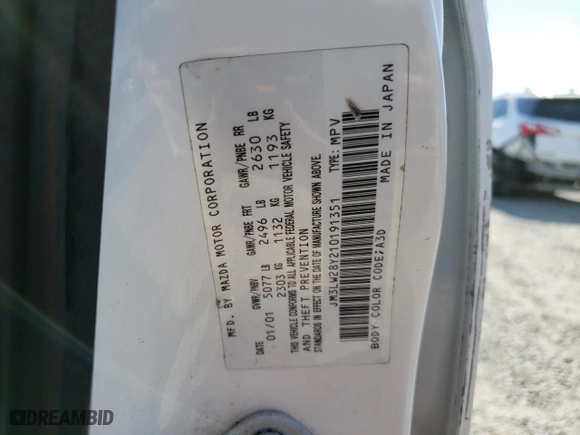 MFD. BY MAZDA MOTOR CORPORATION
GVWR/PNBV GAWR/PNBE FRT GAWR/PNBE RR
DATE
01/01 5077 LB 2496 LB 2630 LB
2303 KG 1132 KG 1193 KG
THIS VEHICLE CONFORMS TO ALL APPLICABLE FEDERAL MOTOR VEHICLE SAFETY
AND THEFT PREVENTION STANDARDS IN EFFECT ON THE DATE OF MANUFACTURE SHOWN ABOVE.
JM3LW28Y210191351 TYPE: MPV
BODY COLOR CODE;A3D MADE IN JAPAN
DREAMBID